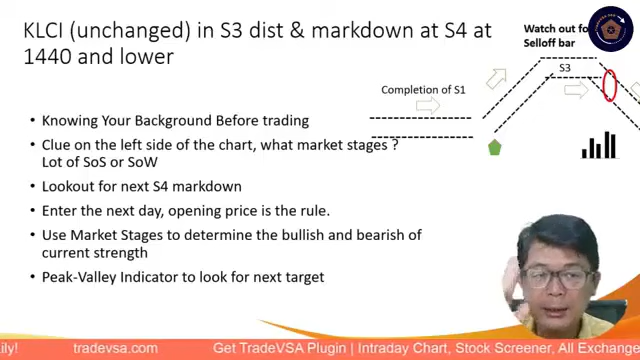 KLCI (unchanged) in S3 dist & markdown at S4 at
1440 and lower
Watch out fo
Selloff bar
S3
Completion of S1
• Knowing Your Background Before trading
• Clue on the left side of the chart, what market stages ?
Lot of SoS or SoW
• Lookout for next S4 markdown
• Enter the next day, opening price is the rule.
• Use Market Stages to determine the bullish and bearish of
current strength
• Peak-Valley Indicator to look for next target
aily! tradevsa.com Get TradeVSA Plugin | Intraday Chart, Stock Screener, All Exchange